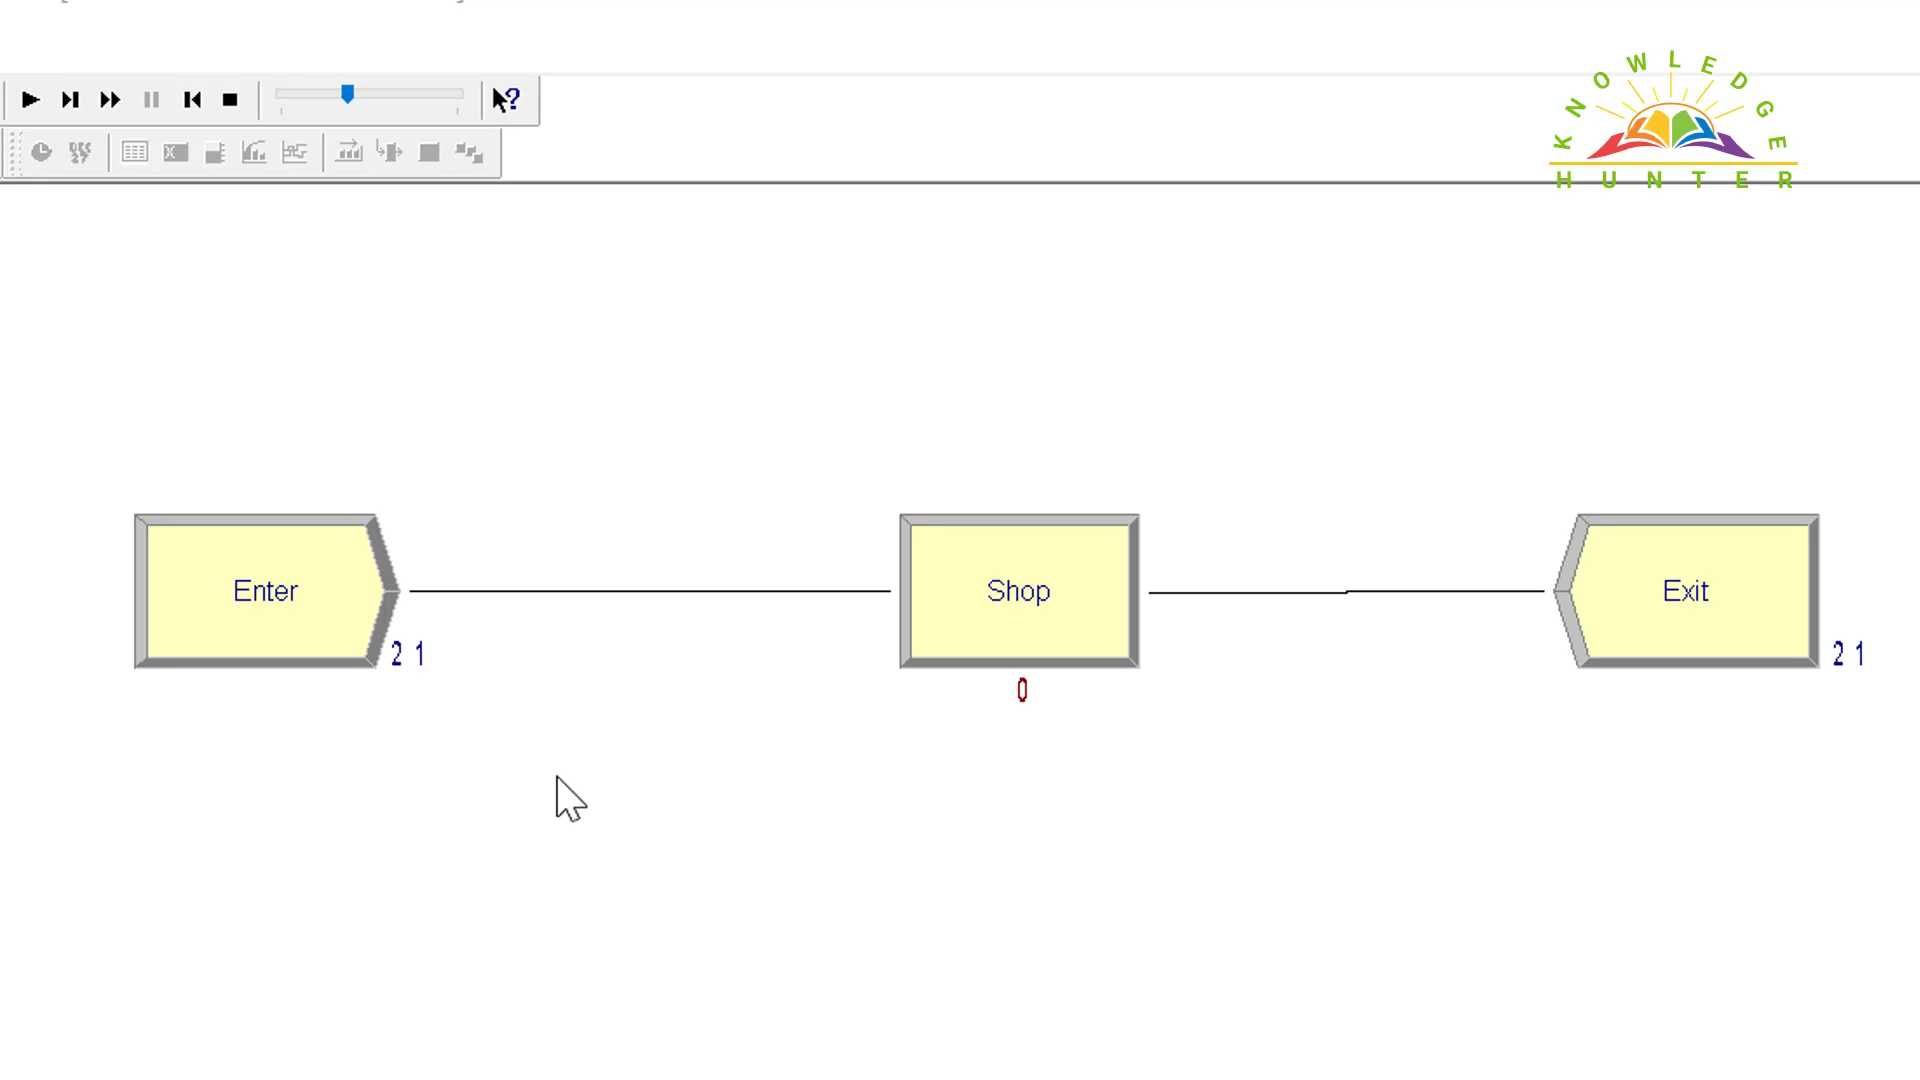 KNOWLEDGE
HUNTER
Enter
Shop
Exit
21
21
0